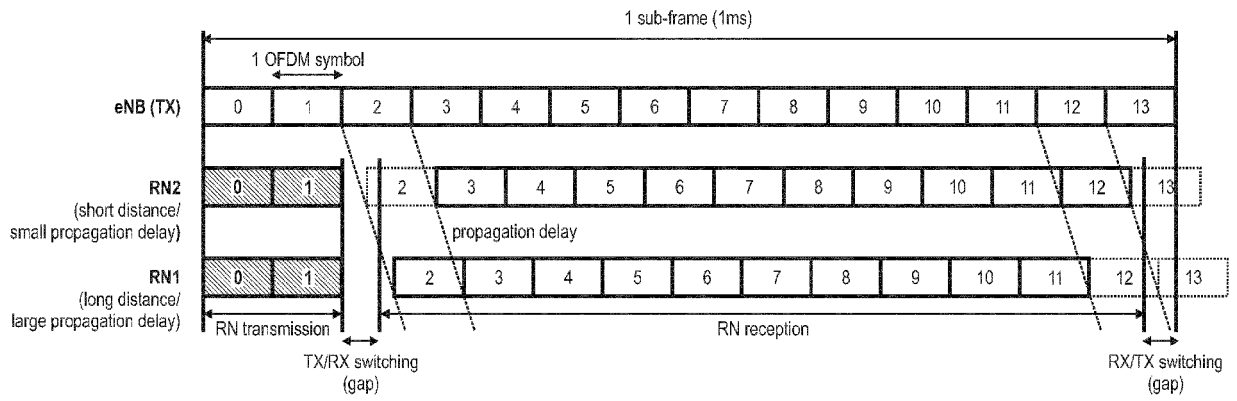 1 sub-frame (1ms)
1 OFDM symbol
eNB (TX) 0 1 2 3 4 5 6 7 8 9 10 11 12 13
RN2 0 1 2 3 4 5 6 7 8 9 10 11 12 13
(short distance/
small propagation delay)
propagation delay
RN1 0 1 2 3 4 5 6 7 8 9 10 11 12 13
(long distance/
large propagation delay)
RN transmission RN reception
TX/RX switching RX/TX switching
(gap) (gap)